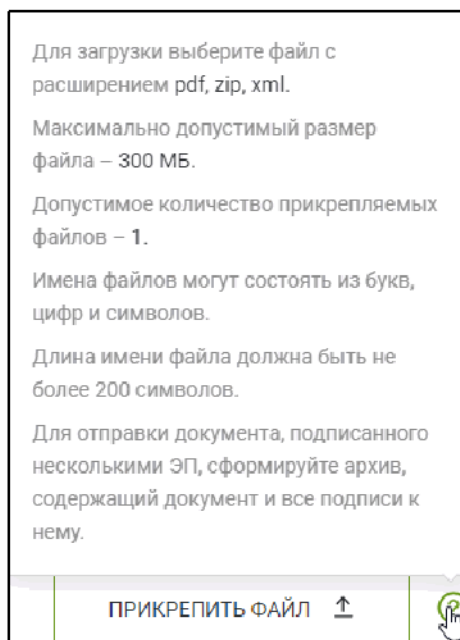 Для загрузки выберите файл с
расширением pdf, zip, xml.
Максимально допустимый размер
файла – 300 МБ.
Допустимое количество прикрепляемых
файлов – 1.
Имена файлов могут состоять из букв,
цифр и символов.
Длина имени файла должна быть не
более 200 символов.
Для отправки документа, подписанного
несколькими ЭП, сформируйте архив,
содержащий документ и все подписи к
нему.
ПРИКРЕПИТЬ ФАЙЛ